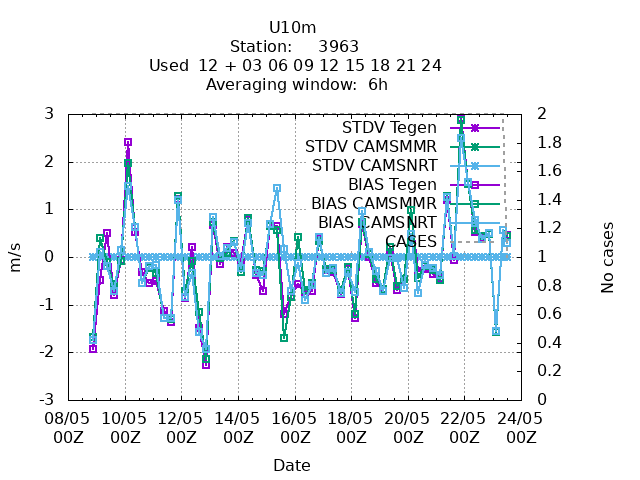 U10m
Station: 3963
Used 12 + 03 06 09 12 15 18 21 24
Averaging window: 6h
STDV Tegen
STDV CAMSMMR
STDV CAMSNRT
BIAS Tegen
BIAS CAMSMMR
BIAS CAMSNRT
CASES
3
2
1
0
-1
-2
-3
m/s
2
1.8
1.6
1.4
1.2
1
0.8
0.6
0.4
0.2
0
No cases
08/05 10/05 12/05 14/05 16/05 18/05 20/05 22/05 24/05
00Z 00Z 00Z 00Z 00Z 00Z 00Z 00Z 00Z
Date